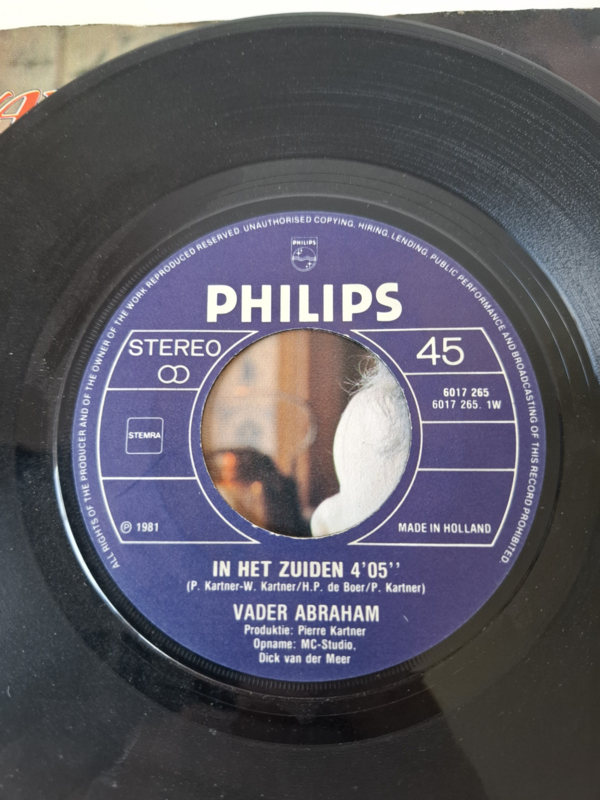 ALL RIGHTS OF THE PRODUCER AND OF THE OWNER OF THE WORK REPRODUCED RESERVED. UNAUTHORISED COPYING, HIRING, LENDING, PUBLIC PERFORMANCE AND BROADCASTING OF THIS RECORD PROHIBITED.
PHILIPS
PHILIPS
STEREO
45
6017 265
6017 265. 1W
STEMRA
℗ 1981
MADE IN HOLLAND
IN HET ZUIDEN 4'05''
(P. Kartner-W. Kartner/H.P. de Boer/P. Kartner)
VADER ABRAHAM
Produktie: Pierre Kartner
Opname: MC-Studio,
Dick van der Meer